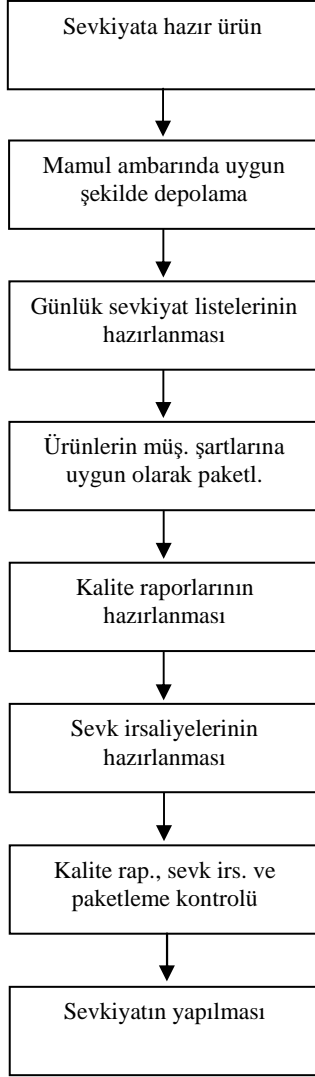 Sevkiyata hazır ürün
Mamul ambarında uygun
şekilde depolama
Günlük sevkiyat listelerinin
hazırlanması
Ürünlerin müş. şartlarına
uygun olarak paketl.
Kalite raporlarının
hazırlanması
Sevk irsaliyelerinin
hazırlanması
Kalite rap., sevk irs. ve
paketleme kontrolü
Sevkiyatın yapılması